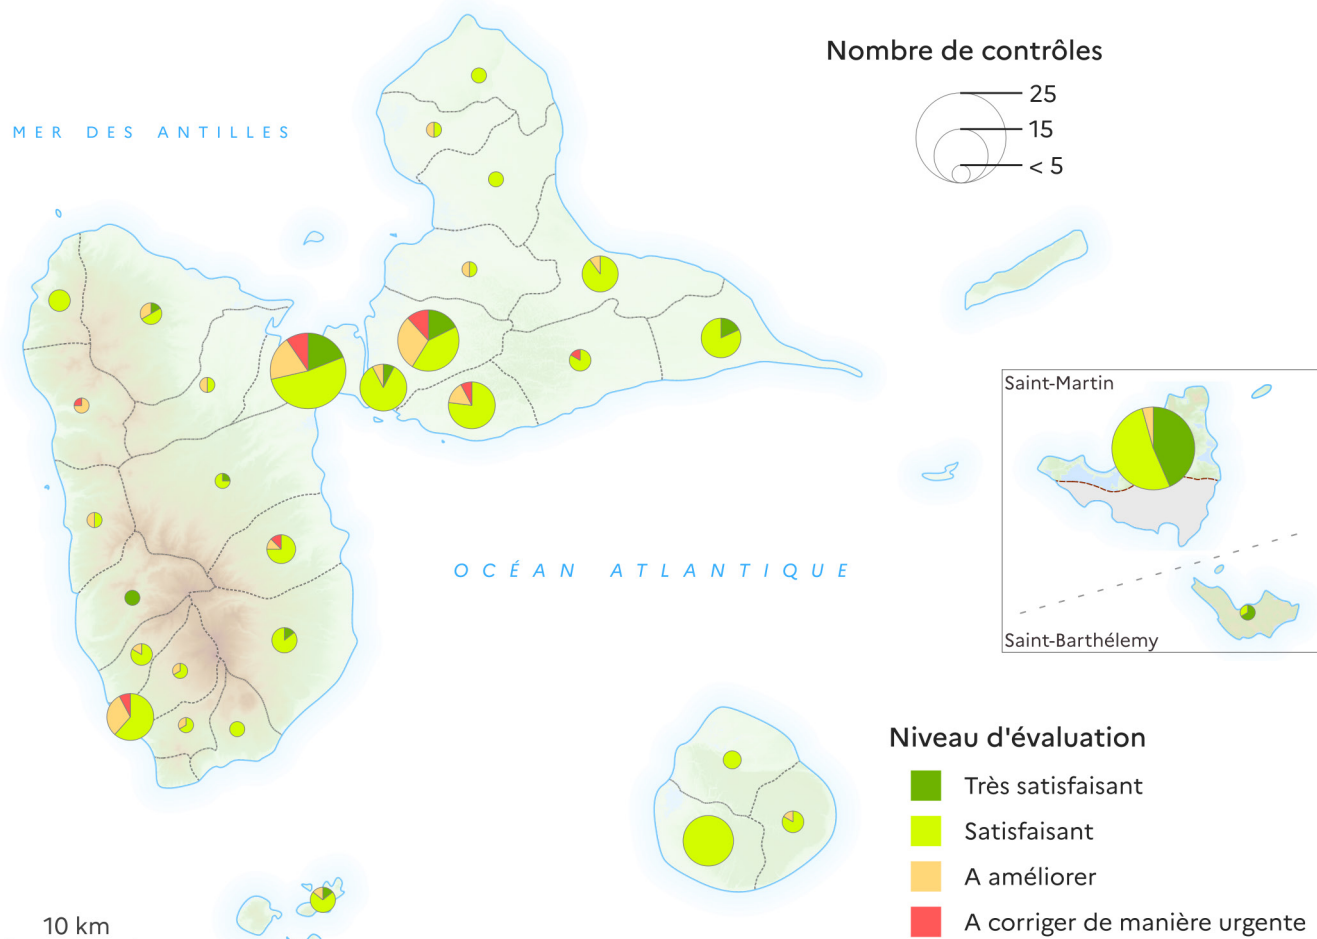 Nombre de contrôles
25
15
< 5
MER DES ANTILLES
Saint-Martin
OCÉAN ATLANTIQUE
Saint-Barthélemy
Niveau d'évaluation
Très satisfaisant
Satisfaisant
A améliorer
A corriger de manière urgente
10 km